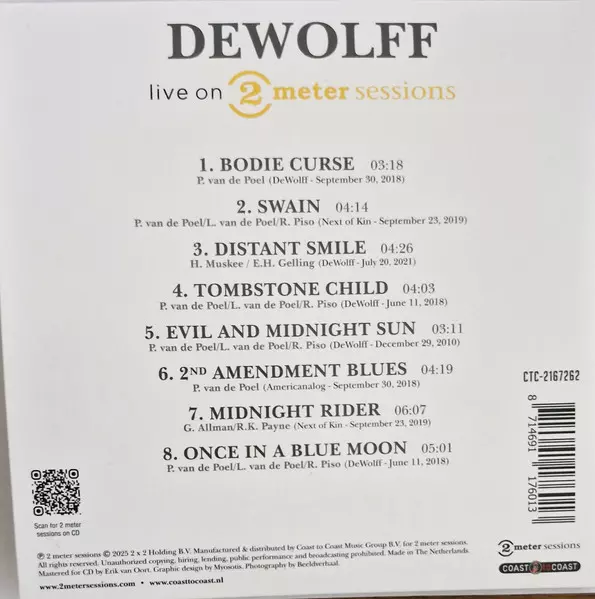 DEWOLFF
live on 2 meter sessions
1. BODIE CURSE 03:18
P. van de Poel (DeWolff - September 30, 2018)
2. SWAIN 04:14
P. van de Poel/L. van de Poel/R. Piso (Next of Kin - September 23, 2019)
3. DISTANT SMILE 04:26
H. Muskee / E.H. Gelling (DeWolff - July 20. 2021)
4. TOMBSTONE CHILD 04:03
P. van de Poel/L. van de Poel/R. Piso (DeWolff - June 11, 2018)
5. EVIL AND MIDNIGHT SUN 03:11
P. van de Poel/L. van de Poel/R. Piso (DeWolff - December 29, 2010)
6. 2ND AMENDMENT BLUES 04:19
P. van de Poel (Americanalog - September 30, 2018)
7. MIDNIGHT RIDER 06:07
G. Allman/R.K. Payne (Next of Kin - September 23, 2019)
8. ONCE IN A BLUE MOON 05:01
P. van de Poel/L. van de Poel/R. Piso (DeWolff - June 11, 2018)
CTC-2167262
8 714691 176013
Scan for 2 meter
sessions on CD
℗ 2 meter sessions © 2025 2 x 2 Holding B.V. Manufactured & distributed by Coast to Coast Music Group B.V. for 2 meter sessions.
All rights reserved. Unauthorized copying, hiring, lending, public performance and broadcasting prohibited. Made in The Netherlands.
Mastered for CD by Erik van Oort. Graphic design by Mysouns. Photography by Beeldverhaal.
www.2metersessions.com • www.coasttocoast.nl
2 meter sessions
COAST TO COAST